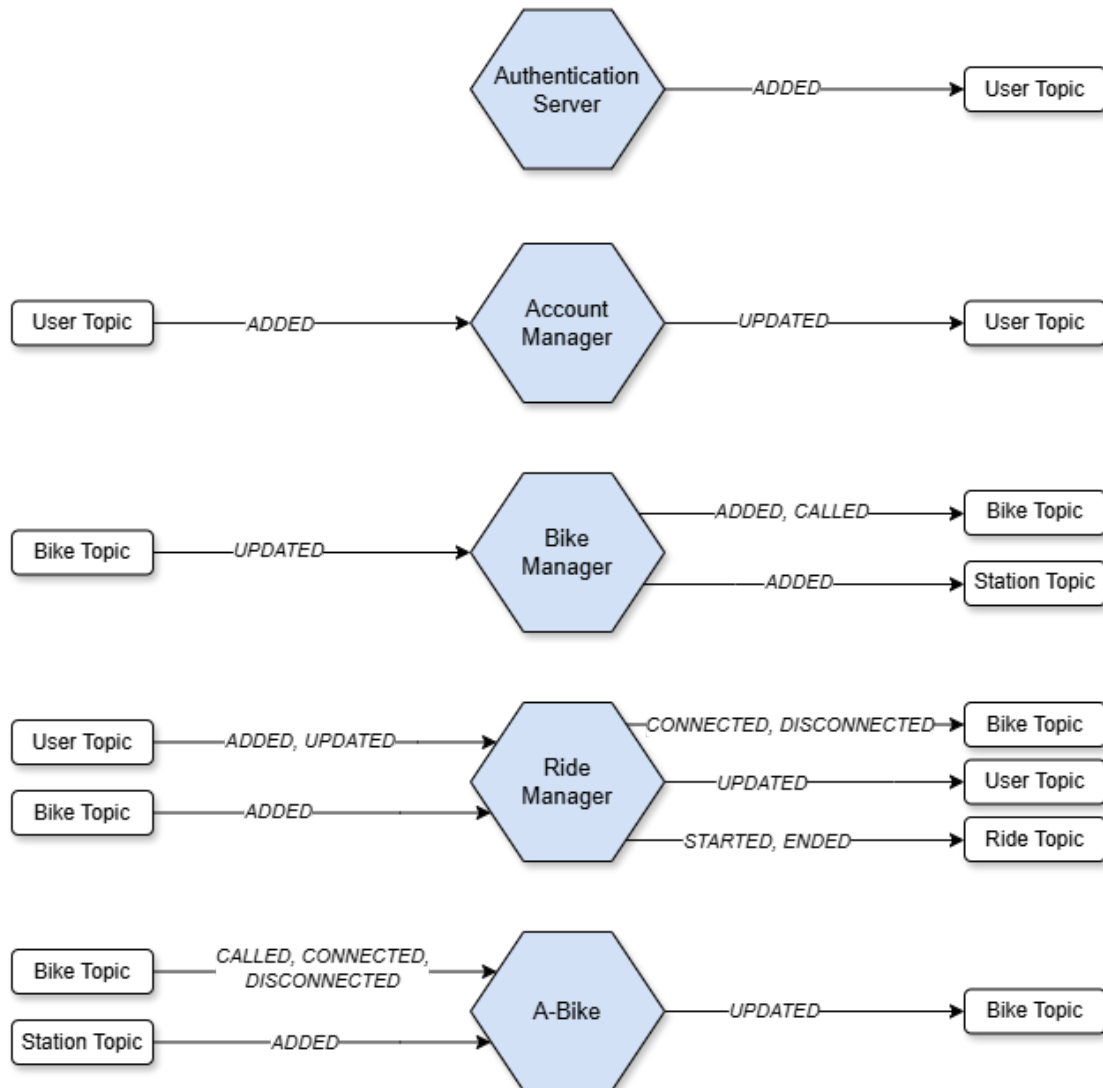 Authentication
Server
ADDED
User Topic
User Topic
ADDED
Account
Manager
UPDATED
User Topic
Bike Topic
UPDATED
Bike
Manager
ADDED, CALLED
Bike Topic
ADDED
Station Topic
User Topic
ADDED, UPDATED
Bike Topic
ADDED
Ride
Manager
CONNECTED, DISCONNECTED
Bike Topic
UPDATED
User Topic
STARTED, ENDED
Ride Topic
Bike Topic
CALLED, CONNECTED,
DISCONNECTED
Station Topic
ADDED
A-Bike
UPDATED
Bike Topic